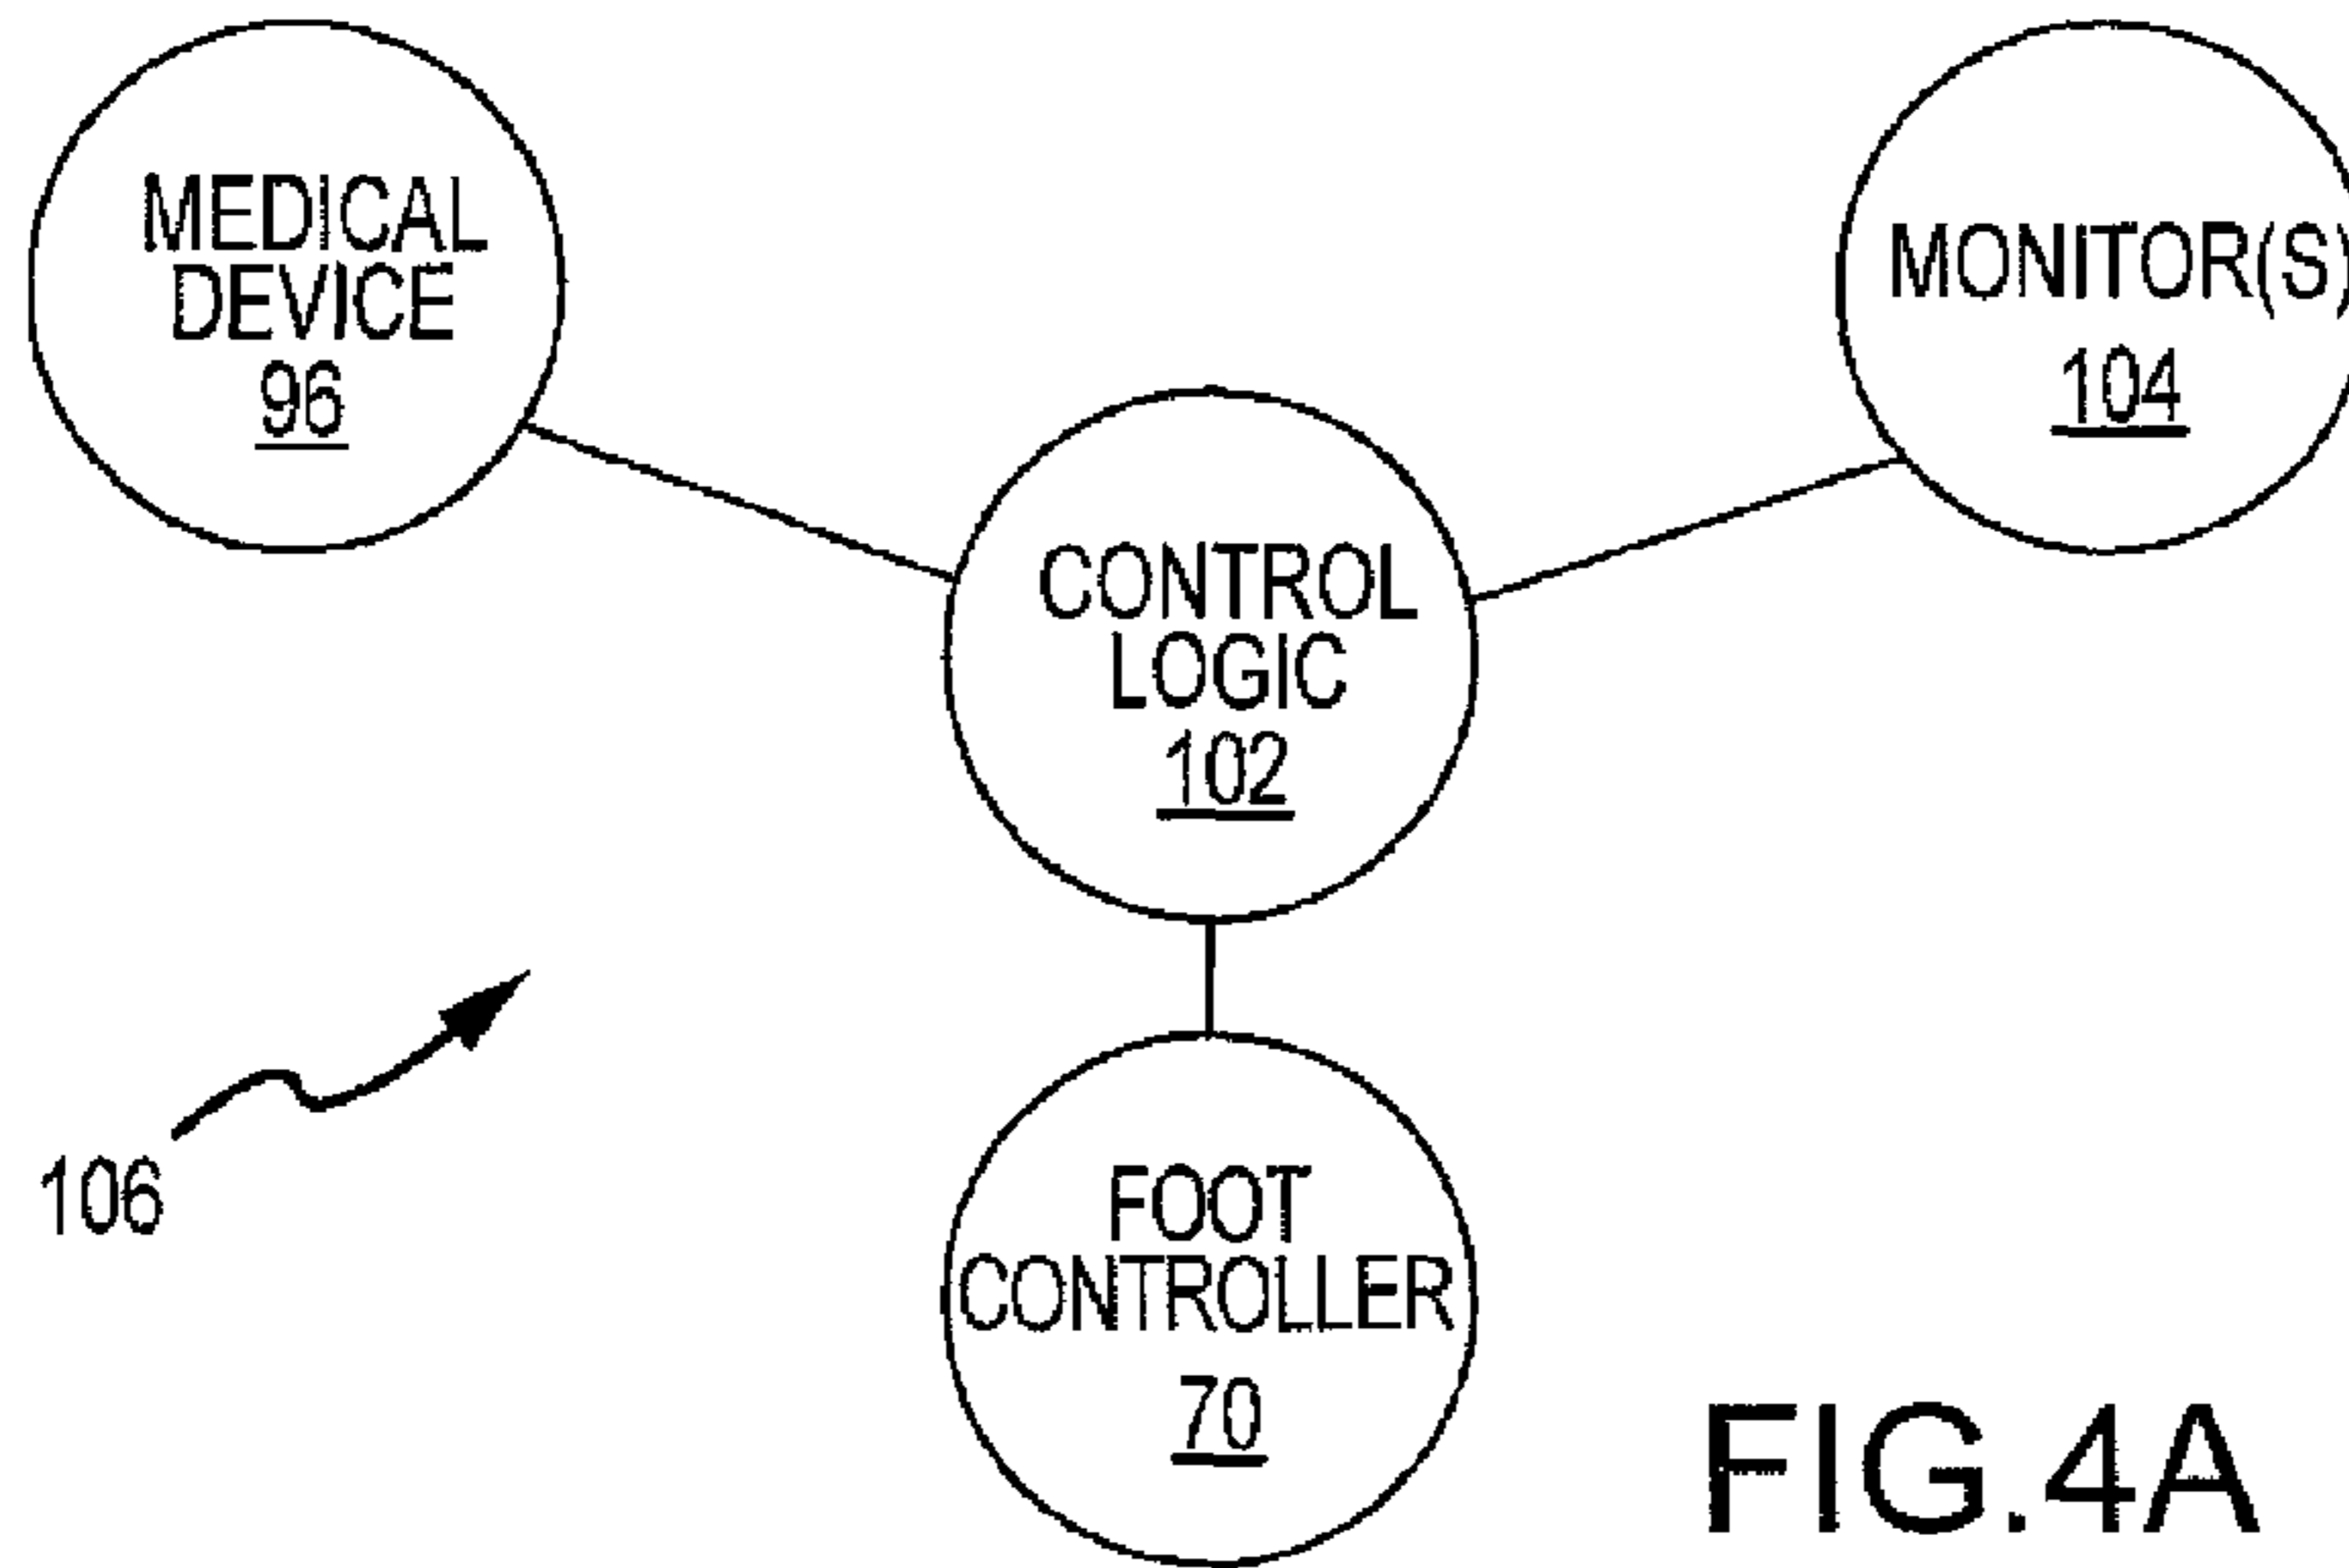 MEDICAL
DEVICE
96
MONITOR(S)
104
CONTROL
LOGIC
102
106
FOOT
CONTROLLER
70
FIG.4A